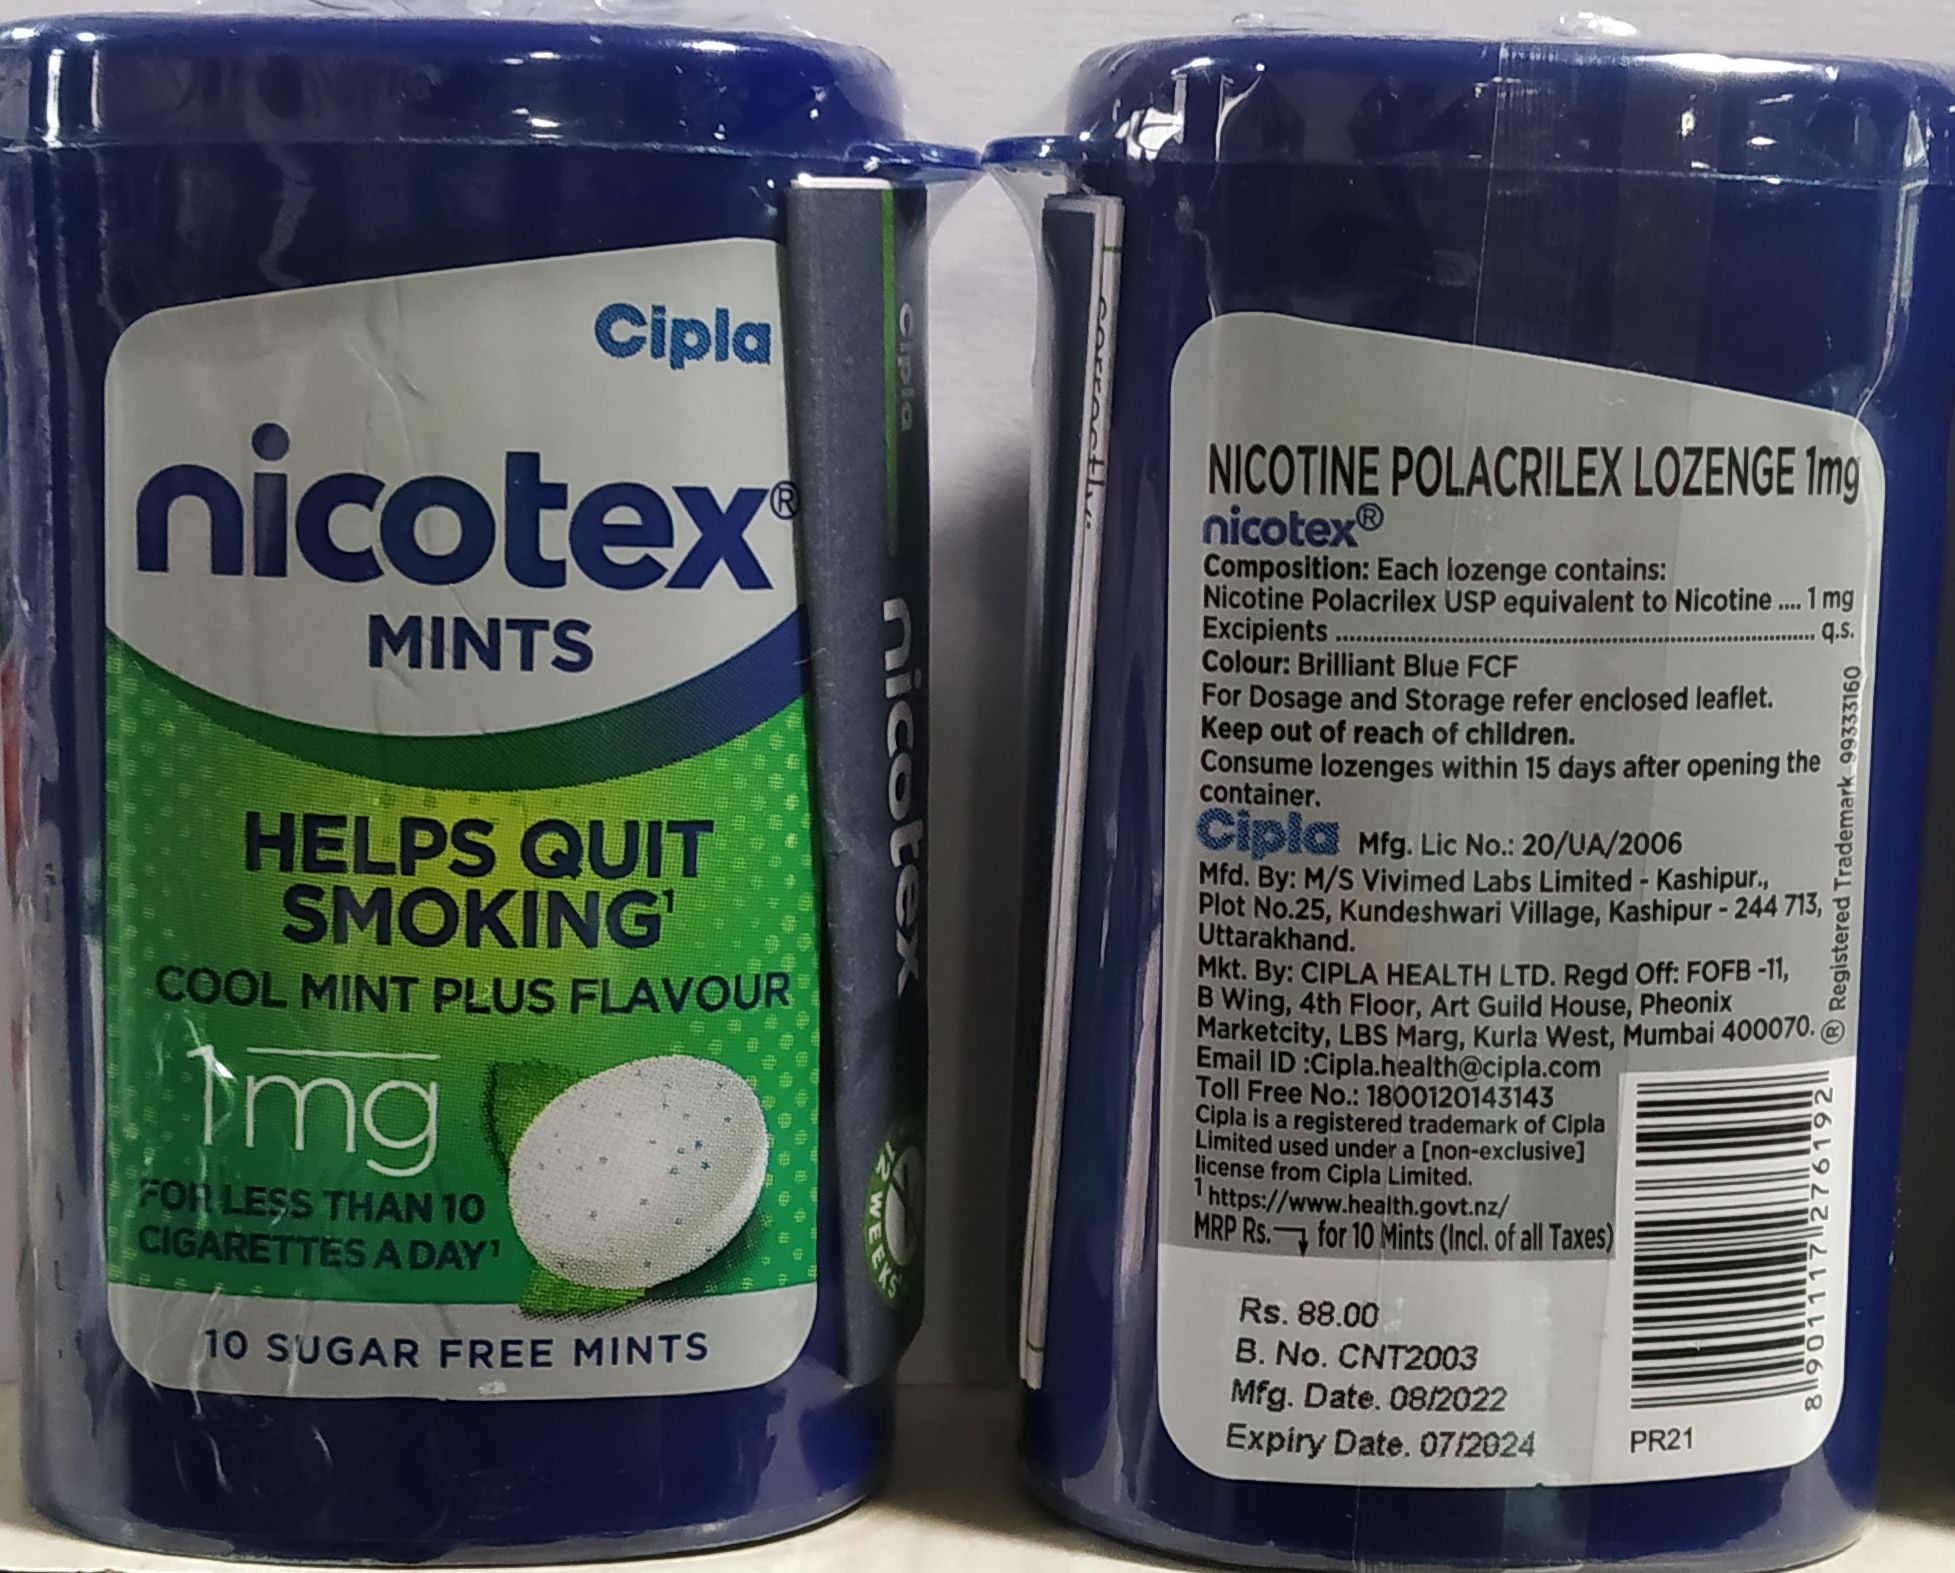 Cipla
nicotex®
MINTS
HELPS QUIT
SMOKING¹
COOL MINT PLUS FLAVOUR
1mg
FOR LESS THAN 10
CIGARETTES A DAY¹
10 SUGAR FREE MINTS
Cipla
nicotex
12 WEEKS
correctly.
NICOTINE POLACRILEX LOZENGE 1mg
nicotex®
Composition: Each lozenge contains:
Nicotine Polacrilex USP equivalent to Nicotine .... 1 mg
Excipients ........................................................................ q.s.
Colour: Brilliant Blue FCF
For Dosage and Storage refer enclosed leaflet.
Keep out of reach of children.
Consume lozenges within 15 days after opening the
container.
Cipla Mfg. Lic No.: 20/UA/2006
Mfd. By: M/S Vivimed Labs Limited - Kashipur.,
Plot No.25, Kundeshwari Village, Kashipur - 244 713,
Uttarakhand.
Mkt. By: CIPLA HEALTH LTD. Regd Off: FOFB -11,
B Wing, 4th Floor, Art Guild House, Pheonix
Marketcity, LBS Marg, Kurla West, Mumbai 400070.
Email ID :Cipla.health@cipla.com
Toll Free No.: 1800120143143
Cipla is a registered trademark of Cipla
Limited used under a [non-exclusive]
license from Cipla Limited.
¹ https://www.health.govt.nz/
MRP Rs. for 10 Mints (Incl. of all Taxes)
® Registered Trademark 99333160
Rs. 88.00
B. No. CNT2003
Mfg. Date. 08/2022
Expiry Date. 07/2024
8901117276192
PR21